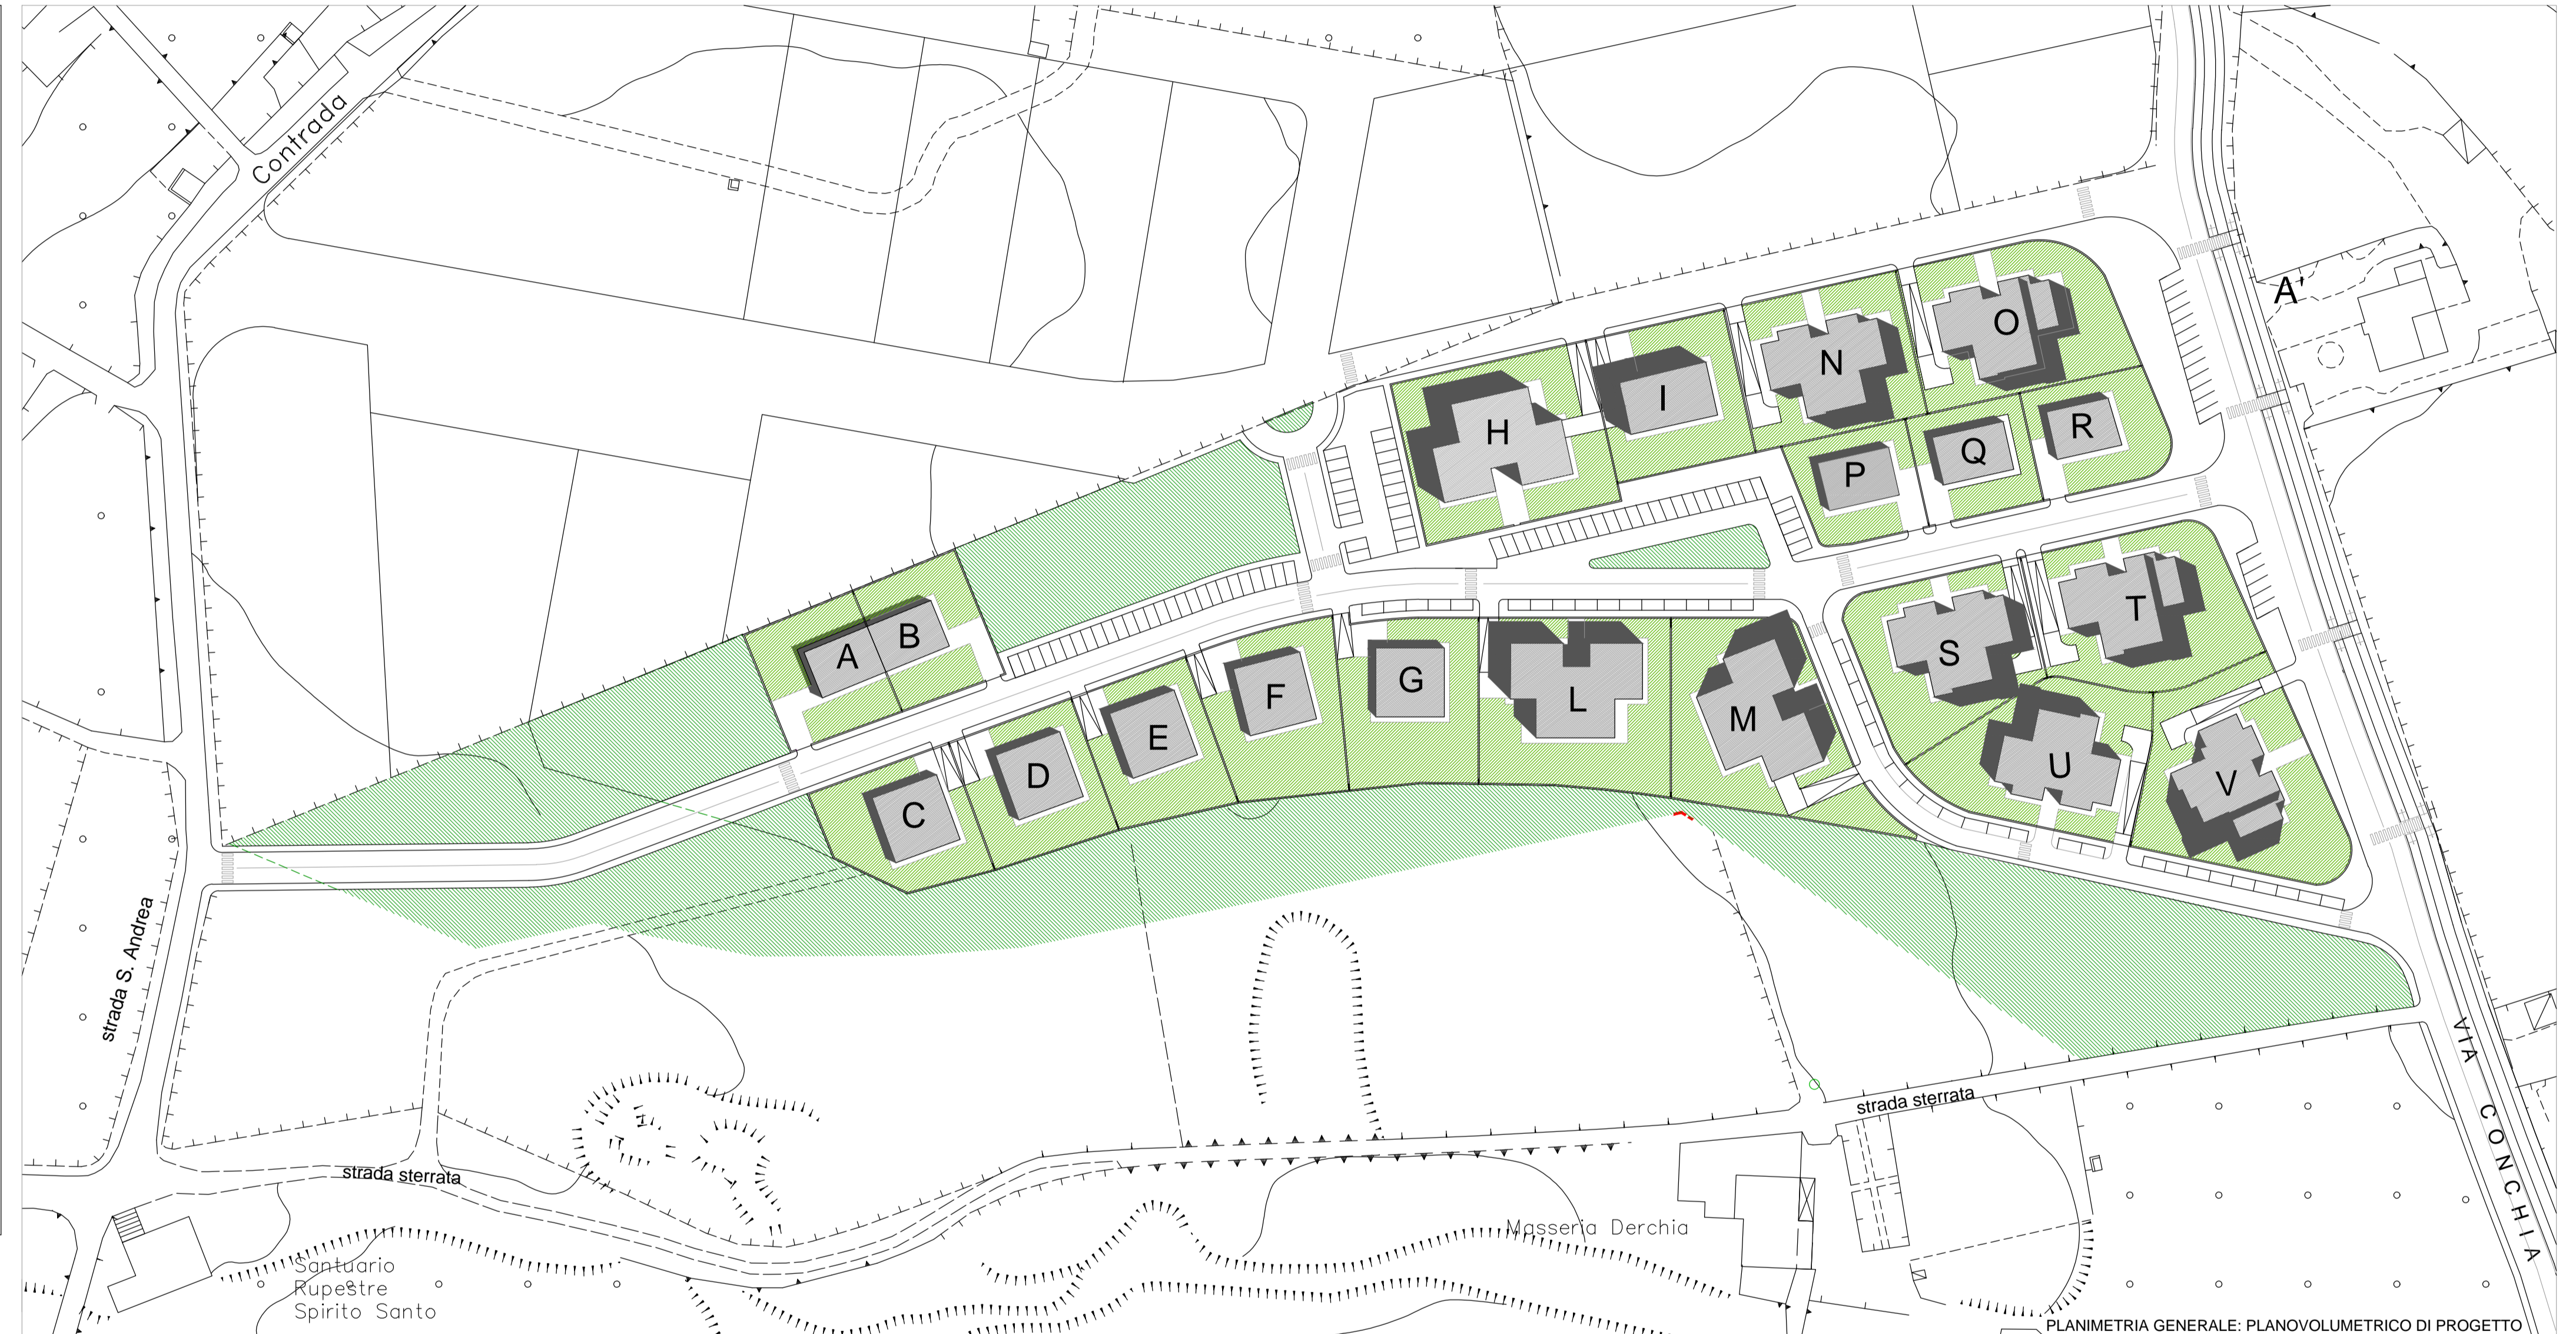 Contrada
A'
O
N
I
H
R
Q
P
B
A
T
S
G
F
L
M
E
D
C
U
V
strada S. Andrea
VIA CONCHIA
strada sterrata
strada sterrata
Masseria Derchia
Santuario
Rupestre
Spirito Santo
PLANIMETRIA GENERALE: PLANOVOLUMETRICO DI PROGETTO